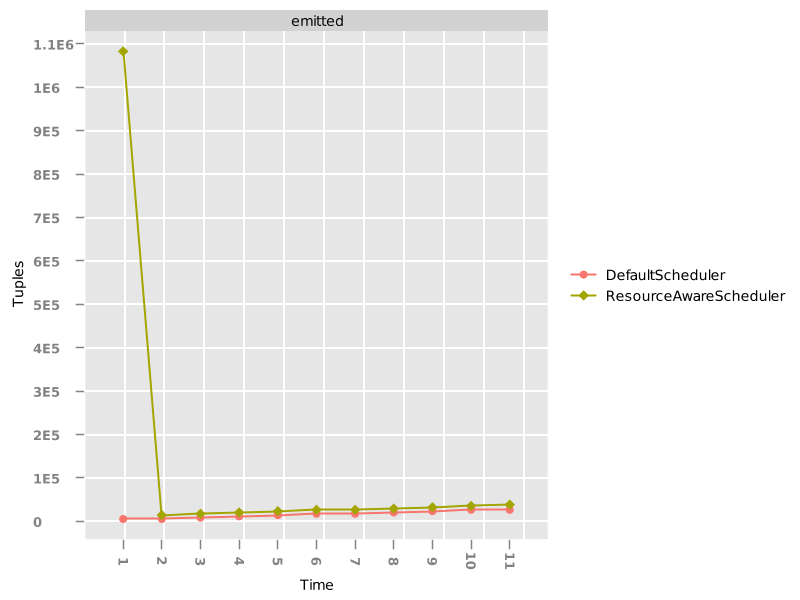 emitted
1.1E6
1E6
9E5
8E5
7E5
6E5
5E5
4E5
3E5
2E5
1E5
0
Tuples
1 2 3 4 5 6 7 8 9 10 11
Time
DefaultScheduler
ResourceAwareScheduler